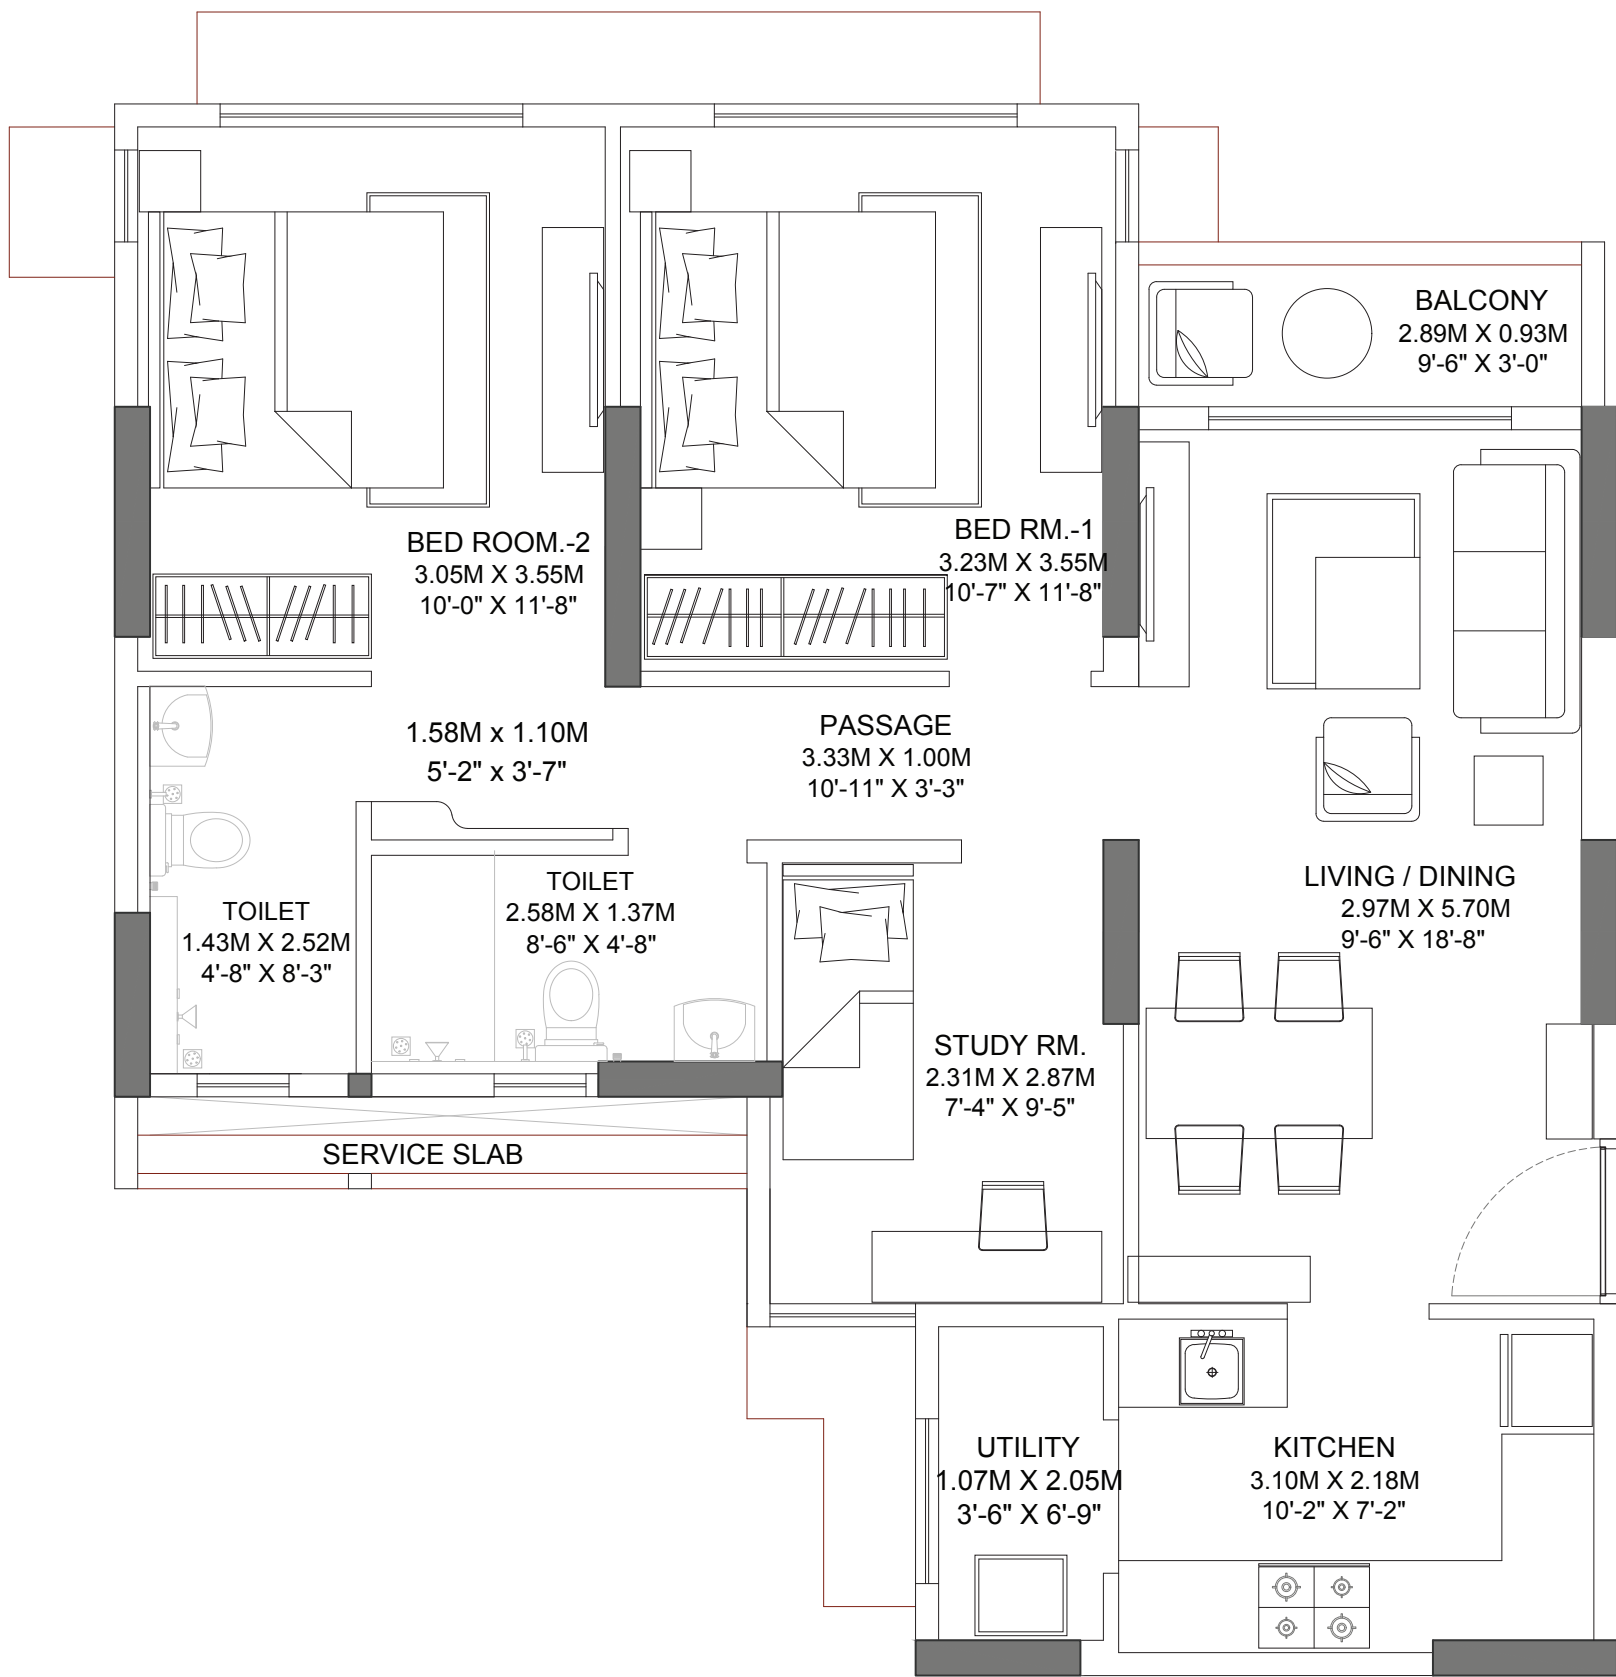 BALCONY
2.89M X 0.93M
9'-6" X 3'-0"
BED ROOM.-2
3.05M X 3.55M
10'-0" X 11'-8"
BED RM.-1
3.23M X 3.55M
10'-7" X 11'-8"
1.58M x 1.10M
5'-2" x 3'-7"
PASSAGE
3.33M X 1.00M
10'-11" X 3'-3"
LIVING / DINING
2.97M X 5.70M
9'-6" X 18'-8"
TOILET
1.43M X 2.52M
4'-8" X 8'-3"
TOILET
2.58M X 1.37M
8'-6" X 4'-8"
STUDY RM.
2.31M X 2.87M
7'-4" X 9'-5"
SERVICE SLAB
UTILITY
1.07M X 2.05M
3'-6" X 6'-9"
KITCHEN
3.10M X 2.18M
10'-2" X 7'-2"